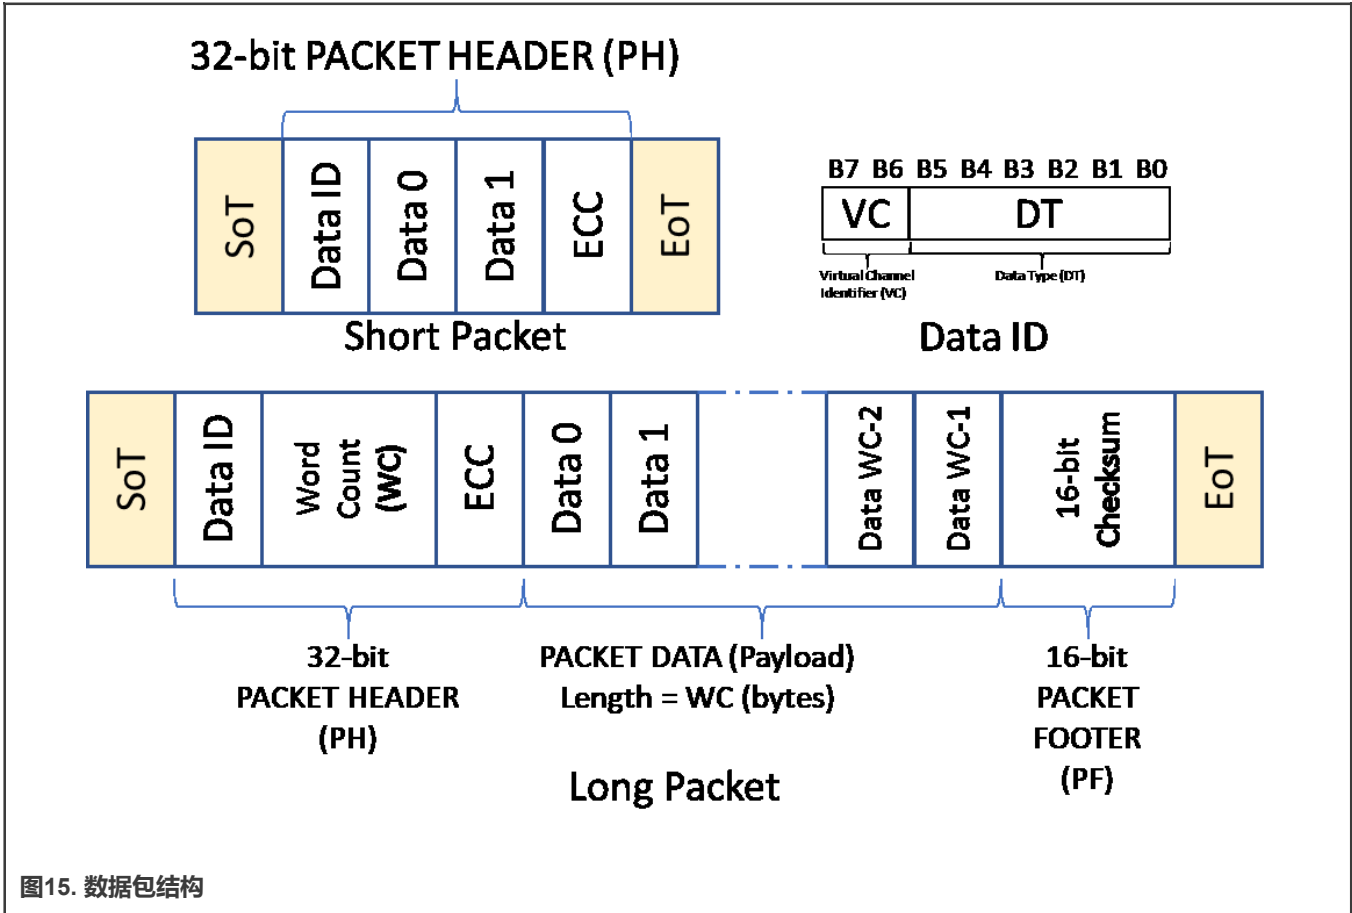 32-bit PACKET HEADER (PH)
SoT
Data ID
Data 0
Data 1
ECC
EoT
Short Packet
B7 B6 B5 B4 B3 B2 B1 B0
VC
DT
Virtual Channel
Identifier (VC)
Data Type (DT)
Data ID
SoT
Data ID
Word
Count
(WC)
ECC
Data 0
Data 1
Data WC-2
Data WC-1
16-bit
Checksum
EoT
32-bit
PACKET HEADER
(PH)
PACKET DATA (Payload)
Length = WC (bytes)
16-bit
PACKET
FOOTER
(PF)
Long Packet
图15. 数据包结构